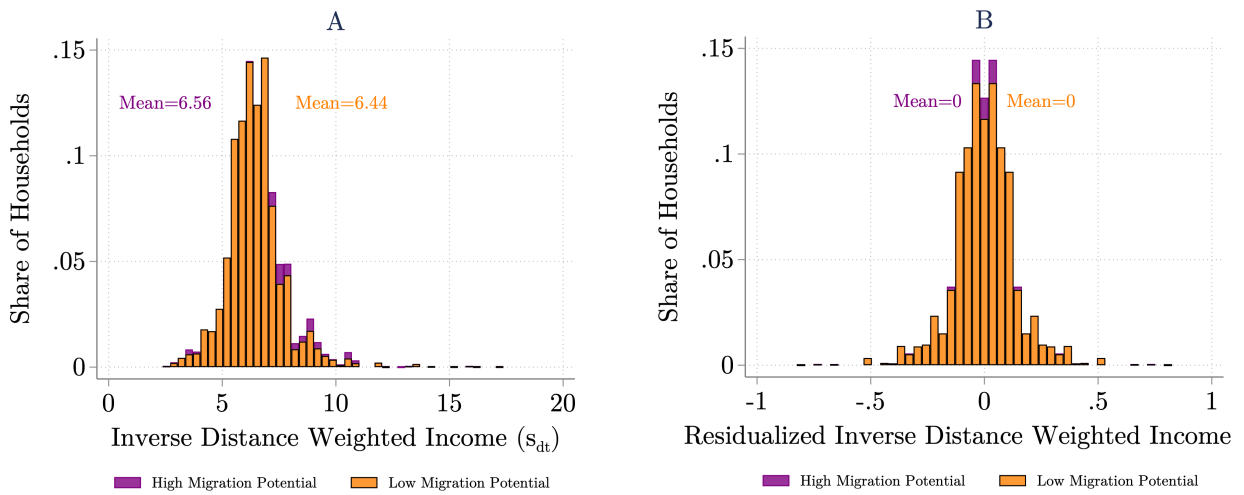 A
Share of Households
.15
.1
.05
0
Mean=6.56
Mean=6.44
0 5 10 15 20
Inverse Distance Weighted Income (s_dt)
High Migration Potential
Low Migration Potential
B
Share of Households
.15
.1
.05
0
Mean=0
Mean=0
-1 -.5 0 .5 1
Residualized Inverse Distance Weighted Income
High Migration Potential
Low Migration Potential